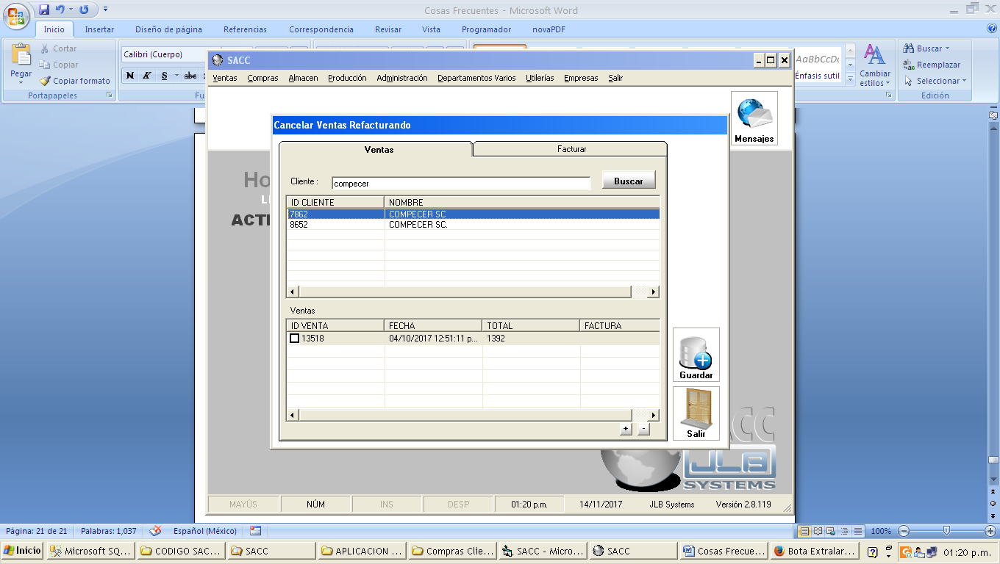 Cosas Frecuentes - Microsoft Word
Inicio Insertar Diseño de página Referencias Correspondencia Revisar Vista Programador novaPDF
Pegar
Cortar
Copiar
Copiar formato
Portapapeles
Calibri (Cuerpo)
N K S abc
Fu
AaBbCcDc
Énfasis sutil
Cambiar
estilos
Buscar
Reemplazar
Seleccionar
Edición
SACC
Ventas Compras Almacen Producción Administración Departamentos Varios Utilerías Empresas Salir
Mensajes
Ho
LI
ACTI
Cancelar Ventas Refacturando
Ventas Facturar
Cliente : compecer Buscar
ID CLIENTE NOMBRE
7862 COMPECER SC
8652 COMPECER SC.
Ventas
ID VENTA FECHA TOTAL FACTURA
13518 04/10/2017 12:51:11 p... 1392
+ -
Guardar
Salir
ACC
JLB
SYSTEMS
MAYÚS NÚM INS DESP 01:20 p.m. 14/11/2017 JLB Systems Versión 2.8.119
Página: 21 de 21 Palabras: 1,037 Español (México) 100%
Inicio Microsoft SQ... CODIGO SAC... SACC APLICACION ... Compras Clie... SACC - Micro... SACC Cosas Frecue... Bota Extralar... 01:20 p.m.